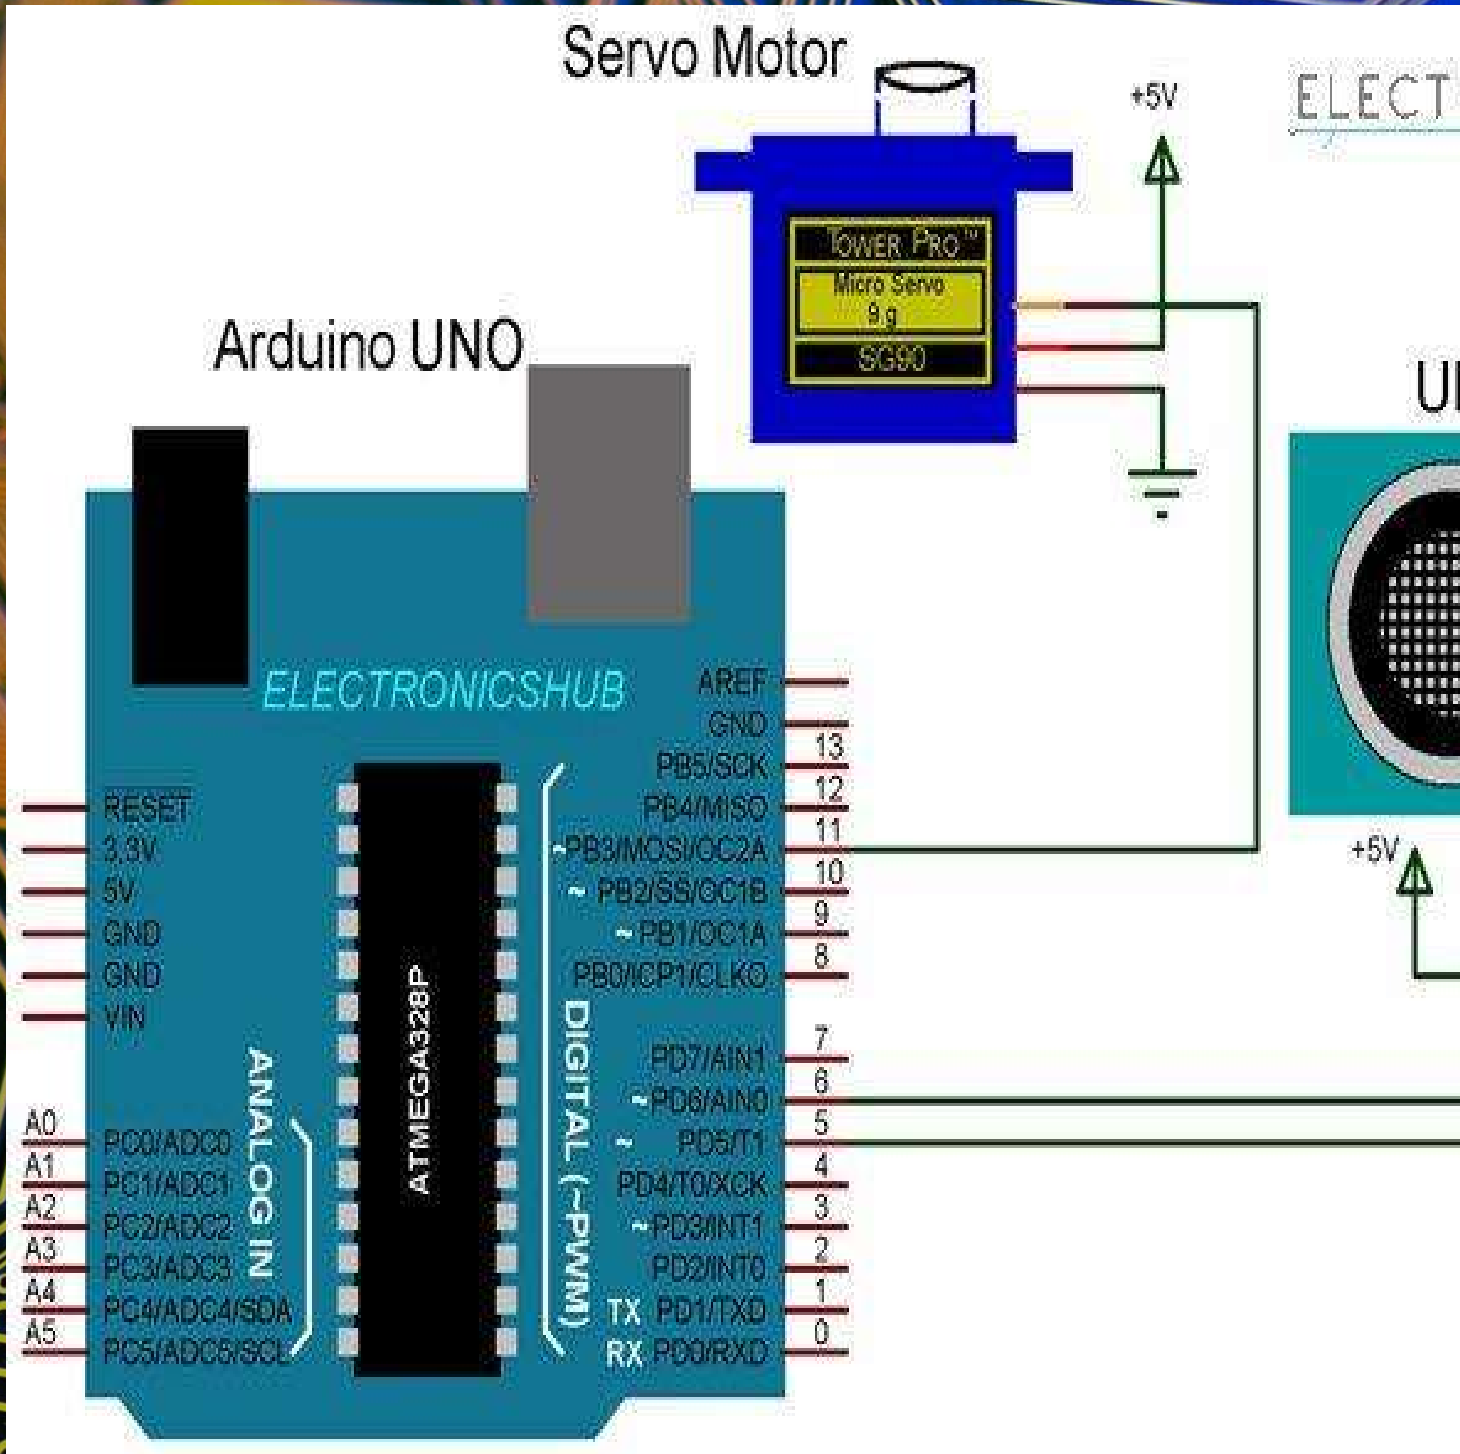 Servo Motor
+5V
ELECT
TOWER PRO™
Micro Servo
9 g
SG90
Arduino UNO
ELECTRONICSHUB
AREF
GND
13
PB5/SCK
12
PB4/MISO
11
~PB3/MOSI/OC2A
10
~ PB2/SS/OC1B
9
~ PB1/OC1A
8
PB0/ICP1/CLKO
7
PD7/AIN1
6
~ PD6/AIN0
5
~ PD5/T1
4
PD4/T0/XCK
3
~ PD3/INT1
2
PD2/INT0
1
TX PD1/TXD
0
RX PD0/RXD
DIGITAL (~PWM)
ATMEGA328P
RESET
3.3V
5V
GND
GND
VIN
ANALOG IN
A0
PC0/ADC0
A1
PC1/ADC1
A2
PC2/ADC2
A3
PC3/ADC3
A4
PC4/ADC4/SDA
A5
PC5/ADC5/SCL
+5V